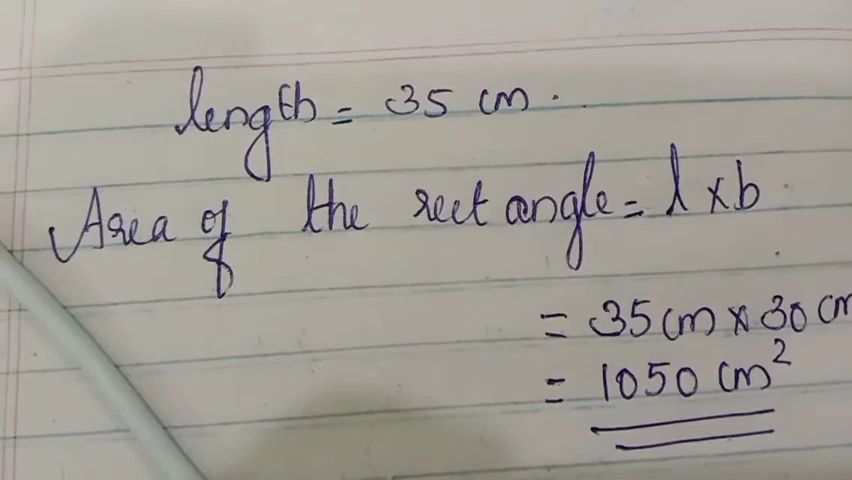 length = 35 cm.
Area of the rectangle = l × b
= 35 cm × 30 cm
= 1050 cm²